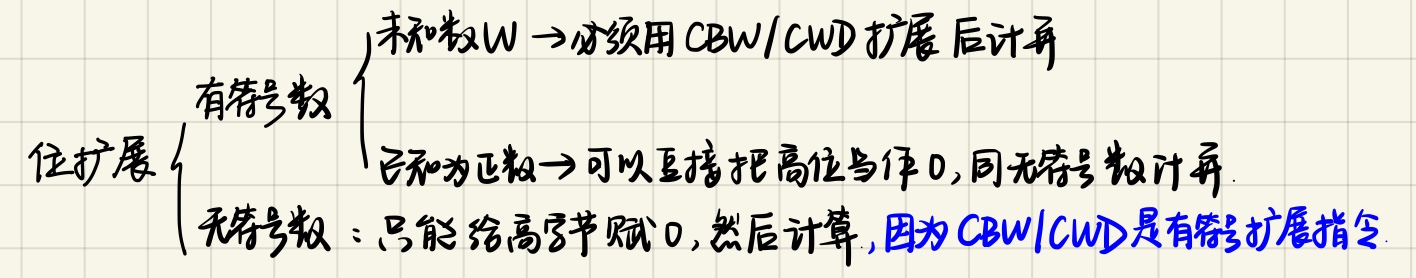 未知数W→必须用CBW/CWD扩展后计算
有符号数
已知为正数→可以直接把高位当作0,同无符号数计算.
位扩展
无符号数:只能给高字节赋0,然后计算,因为CBW/CWD是有符号扩展指令.